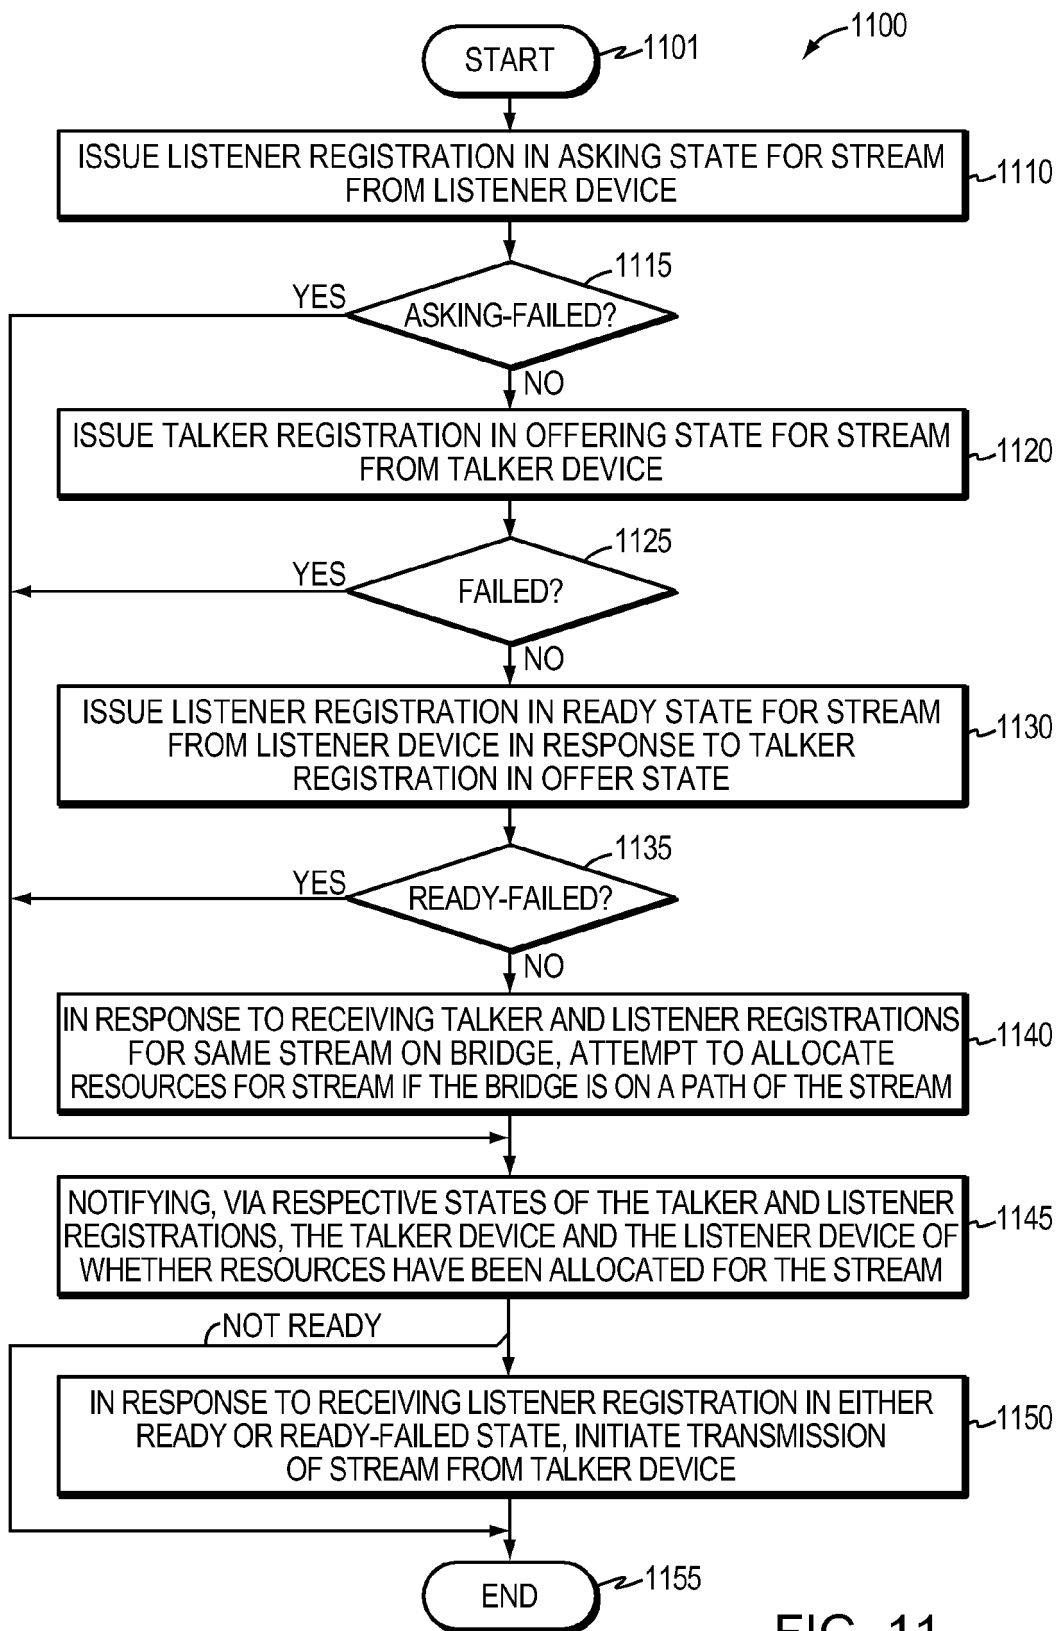 1100
START
1101
ISSUE LISTENER REGISTRATION IN ASKING STATE FOR STREAM
FROM LISTENER DEVICE
1110
1115
YES
ASKING-FAILED?
NO
ISSUE TALKER REGISTRATION IN OFFERING STATE FOR STREAM
FROM TALKER DEVICE
1120
1125
YES
FAILED?
NO
ISSUE LISTENER REGISTRATION IN READY STATE FOR STREAM
FROM LISTENER DEVICE IN RESPONSE TO TALKER
REGISTRATION IN OFFER STATE
1130
1135
YES
READY-FAILED?
NO
IN RESPONSE TO RECEIVING TALKER AND LISTENER REGISTRATIONS
FOR SAME STREAM ON BRIDGE, ATTEMPT TO ALLOCATE
RESOURCES FOR STREAM IF THE BRIDGE IS ON A PATH OF THE STREAM
1140
NOTIFYING, VIA RESPECTIVE STATES OF THE TALKER AND LISTENER
REGISTRATIONS, THE TALKER DEVICE AND THE LISTENER DEVICE OF
WHETHER RESOURCES HAVE BEEN ALLOCATED FOR THE STREAM
1145
NOT READY
IN RESPONSE TO RECEIVING LISTENER REGISTRATION IN EITHER
READY OR READY-FAILED STATE, INITIATE TRANSMISSION
OF STREAM FROM TALKER DEVICE
1150
END
1155
FIG. 11